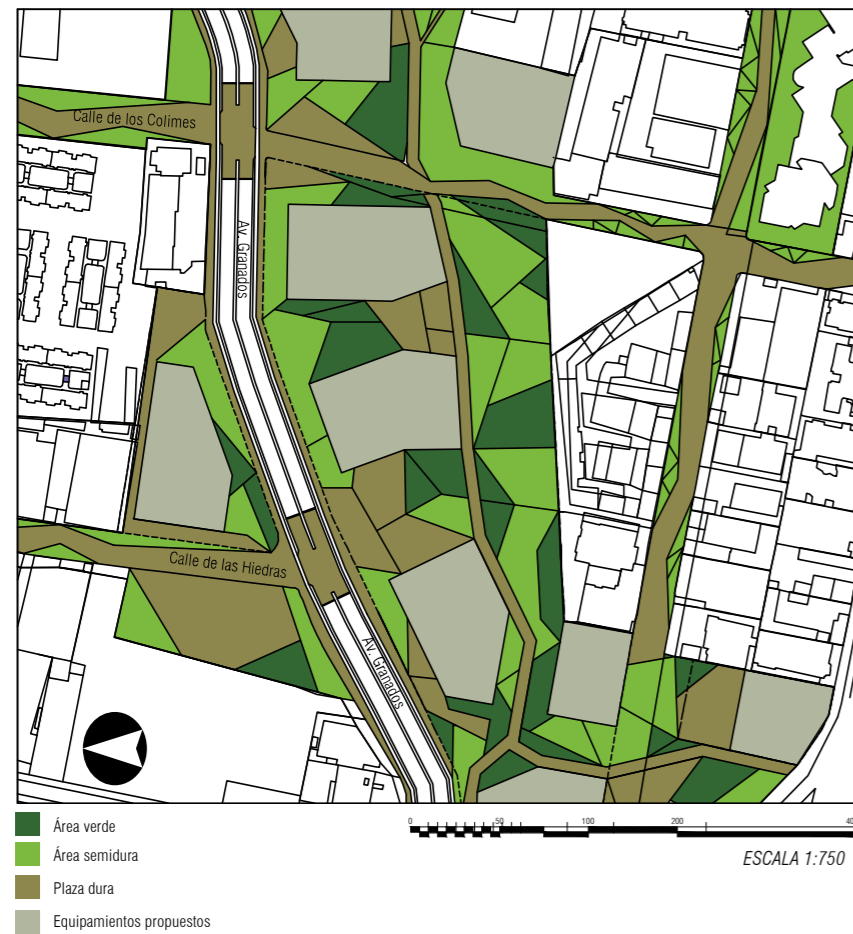 Calle de los Colimes
Av. Granados
Calle de las Hiedras
Av. Granados
Área verde
Área semidura
Plaza dura
Equipamientos propuestos
0 50 100 200 40
ESCALA 1:750